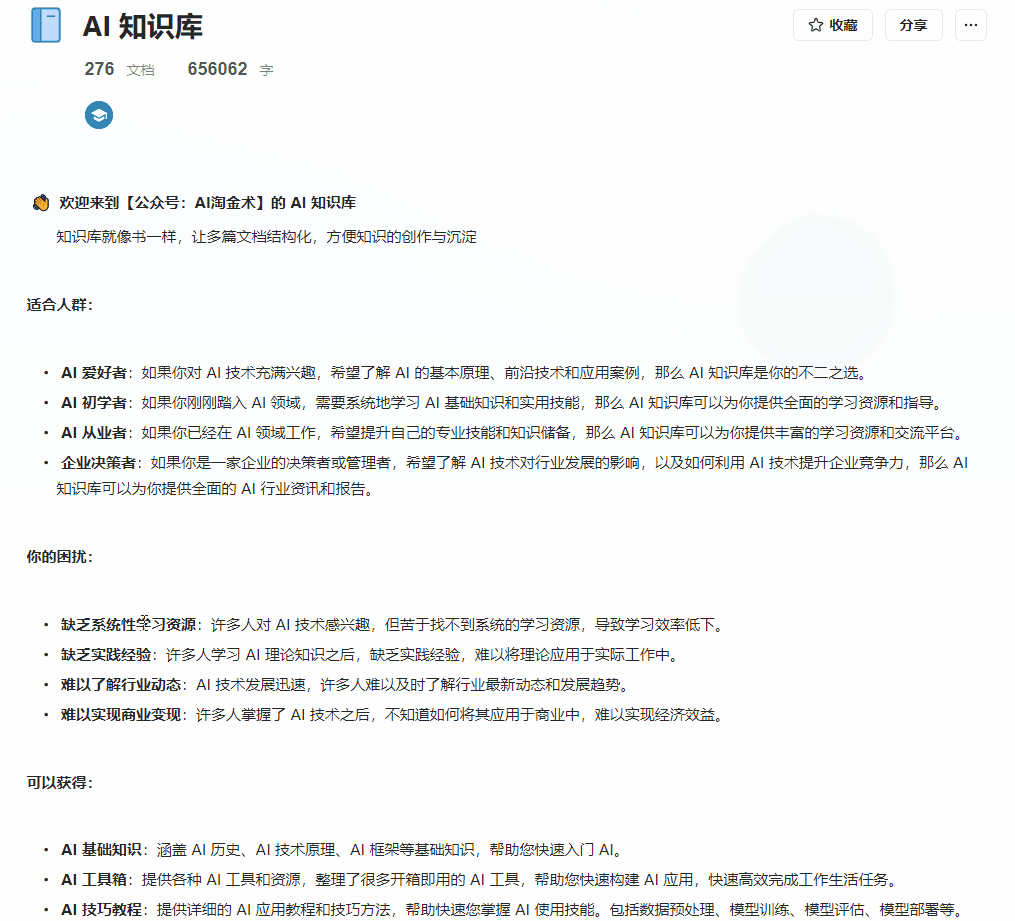 AI 知识库
收藏
分享
276 文档 656062 字
欢迎来到【公众号：AI淘金术】的 AI 知识库
知识库就像书一样，让多篇文档结构化，方便知识的创作与沉淀
适合人群：
• AI 爱好者：如果你对 AI 技术充满兴趣，希望了解 AI 的基本原理、前沿技术和应用案例，那么 AI 知识库是你的不二之选。
• AI 初学者：如果你刚刚踏入 AI 领域，需要系统地学习 AI 基础知识和实用技能，那么 AI 知识库可以为你提供全面的学习资源和指导。
• AI 从业者：如果你已经在 AI 领域工作，希望提升自己的专业技能和知识储备，那么 AI 知识库可以为你提供丰富的学习资源和交流平台。
• 企业决策者：如果你是一家企业的决策者或管理者，希望了解 AI 技术对行业发展的影响，以及如何利用 AI 技术提升企业竞争力，那么 AI
知识库可以为你提供全面的 AI 行业资讯和报告。
你的困扰：
• 缺乏系统性学习资源：许多人对 AI 技术感兴趣，但苦于找不到系统的学习资源，导致学习效率低下。
• 缺乏实践经验：许多人学习 AI 理论知识之后，缺乏实践经验，难以将理论应用于实际工作中。
• 难以了解行业动态：AI 技术发展迅速，许多人难以及时了解行业最新动态和发展趋势。
• 难以实现商业变现：许多人掌握了 AI 技术之后，不知道如何将其应用于商业中，难以实现经济效益。
可以获得：
• AI 基础知识：涵盖 AI 历史、AI 技术原理、AI 框架等基础知识，帮助您快速入门 AI。
• AI 工具箱：提供各种 AI 工具和资源，整理了很多开箱即用的 AI 工具，帮助您快速构建 AI 应用，快速高效完成工作生活任务。
• AI 技巧教程：提供详细的 AI 应用教程和技巧方法，帮助快速您掌握 AI 使用技能。包括数据预处理、模型训练、模型评估、模型部署等。